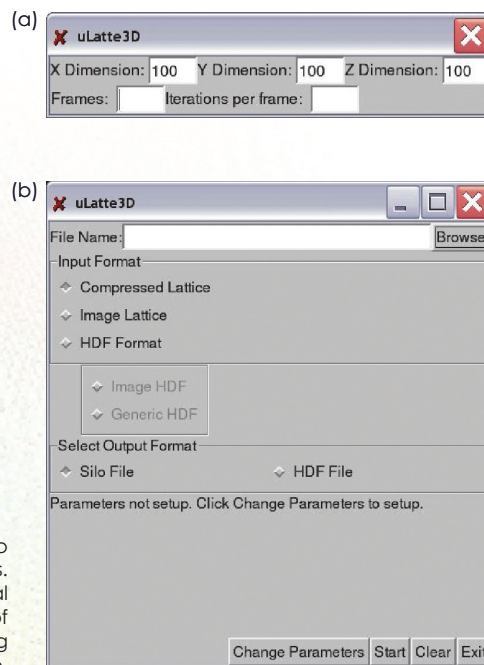 (a)
uLatte3D
X Dimension: 100 Y Dimension: 100 Z Dimension: 100
Frames: Iterations per frame:
(b)
uLatte3D
File Name: Browse
Input Format
Compressed Lattice
Image Lattice
HDF Format
Image HDF
Generic HDF
Select Output Format
Silo File HDF File
Parameters not setup. Click Change Parameters to setup.
Change Parameters Start Clear Exit